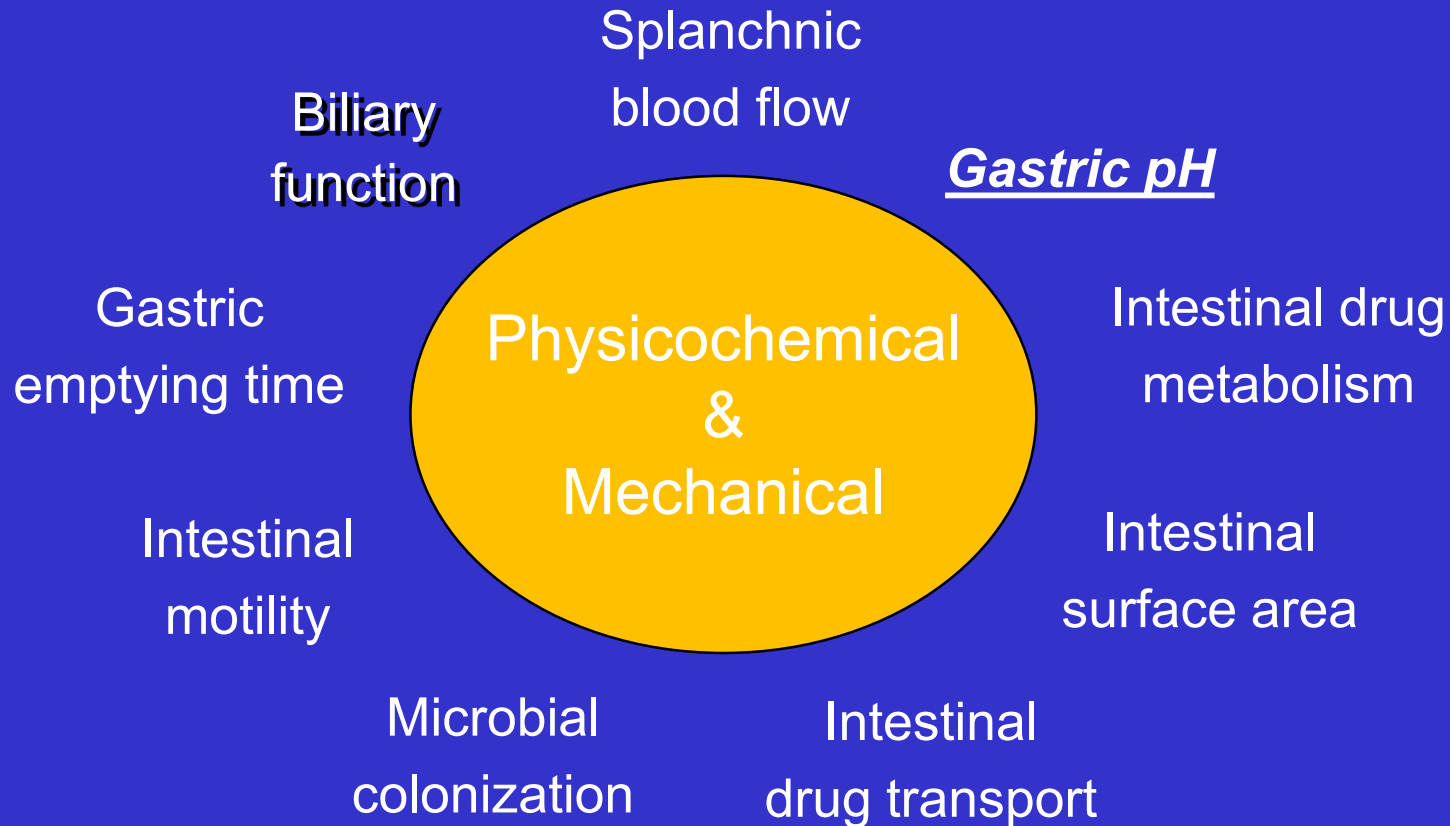 Splanchnic
blood flow
Biliary
function
Gastric pH
Gastric
emptying time
Physicochemical
&
Mechanical
Intestinal drug
metabolism
Intestinal
motility
Intestinal
surface area
Microbial
colonization
Intestinal
drug transport